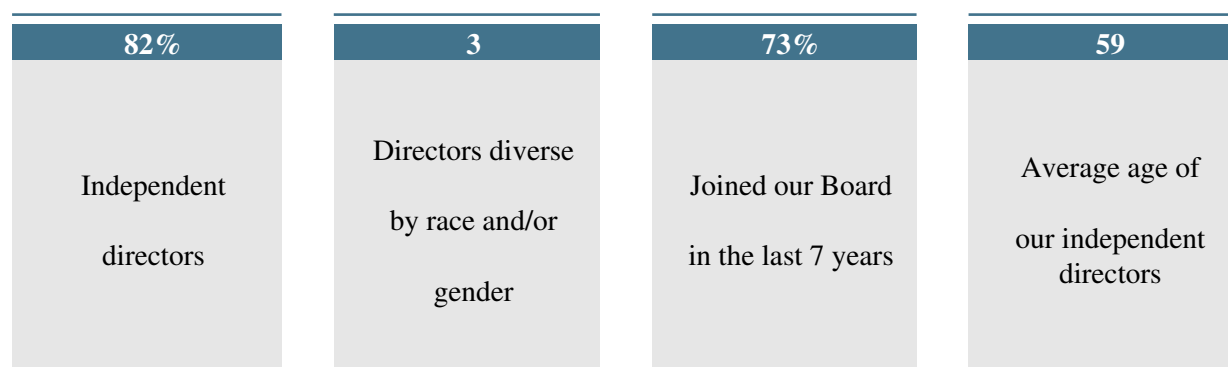 82%
Independent
directors
3
Directors diverse
by race and/or
gender
73%
Joined our Board
in the last 7 years
59
Average age of
our independent
directors